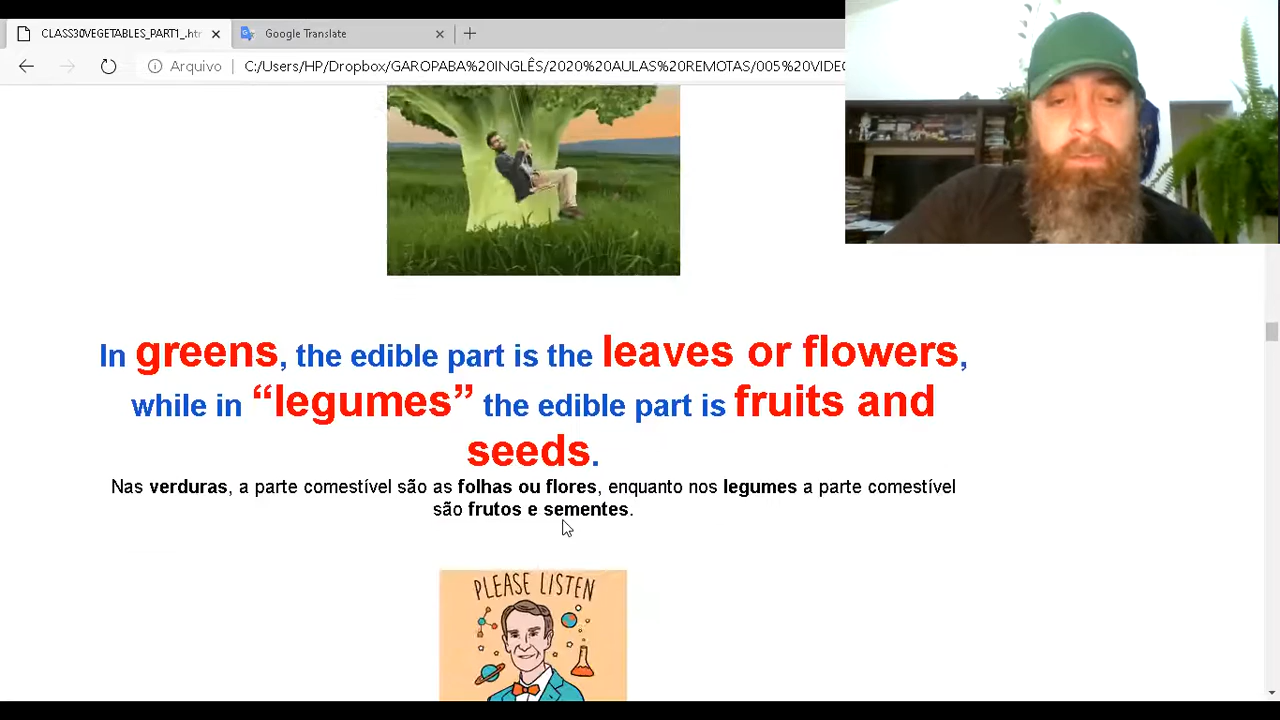 CLASS30VEGETABLES_PART1_.htm
Google Translate
Arquivo C:/Users/HP/Dropbox/GAROPABA%20INGLÊS/2020%20AULAS%20REMOTAS/005%20VIDEO
In greens, the edible part is the leaves or flowers,
while in “legumes” the edible part is fruits and
seeds.
Nas verduras, a parte comestível são as folhas ou flores, enquanto nos legumes a parte comestível
são frutos e sementes.
PLEASE LISTEN